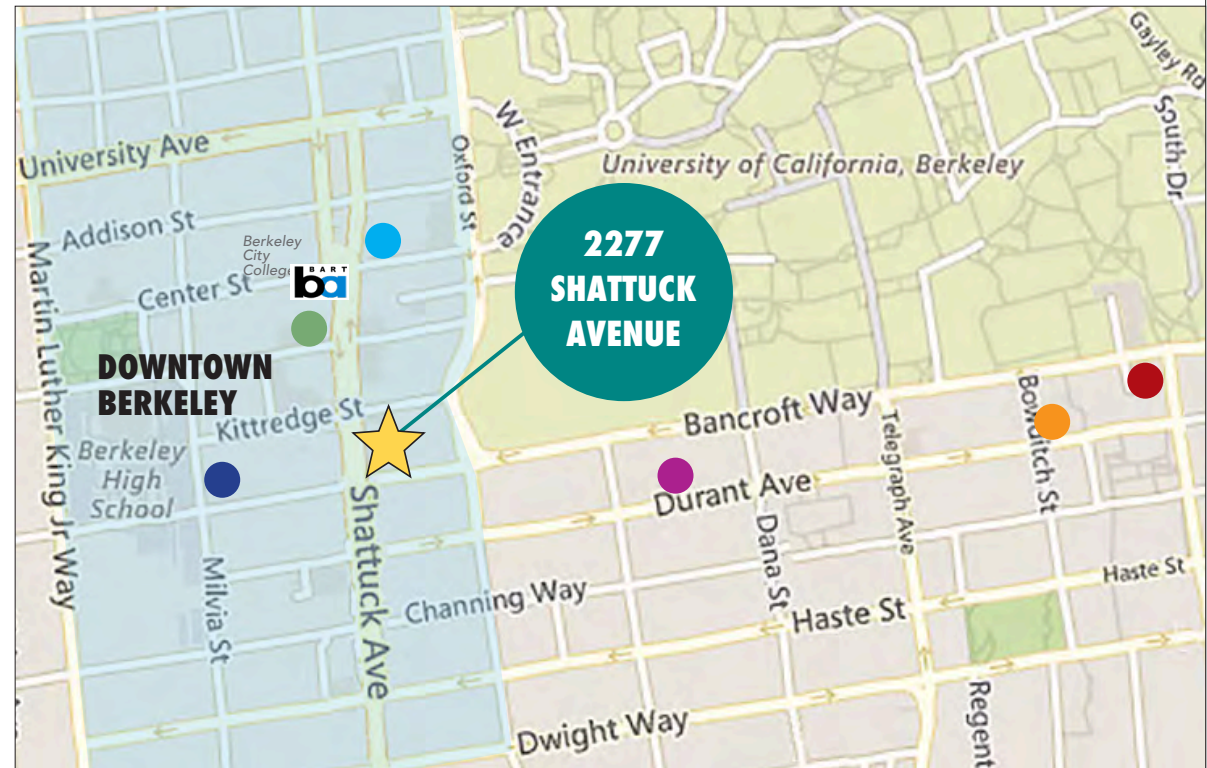 Gayley Rd
South Dr
W Entrance
Oxford St
University Ave
University of California, Berkeley
Addison St
Berkeley
City
College
BART
ba
Center St
2277
SHATTUCK
AVENUE
Martin Luther King Jr Way
DOWNTOWN
BERKELEY
Kittredge St
Bancroft Way
Bowditch St
Telegraph Ave
Berkeley
High
School
Durant Ave
Shattuck Ave
Dana St
Milvia St
Channing Way
Haste St
Haste St
Regent
Dwight Way